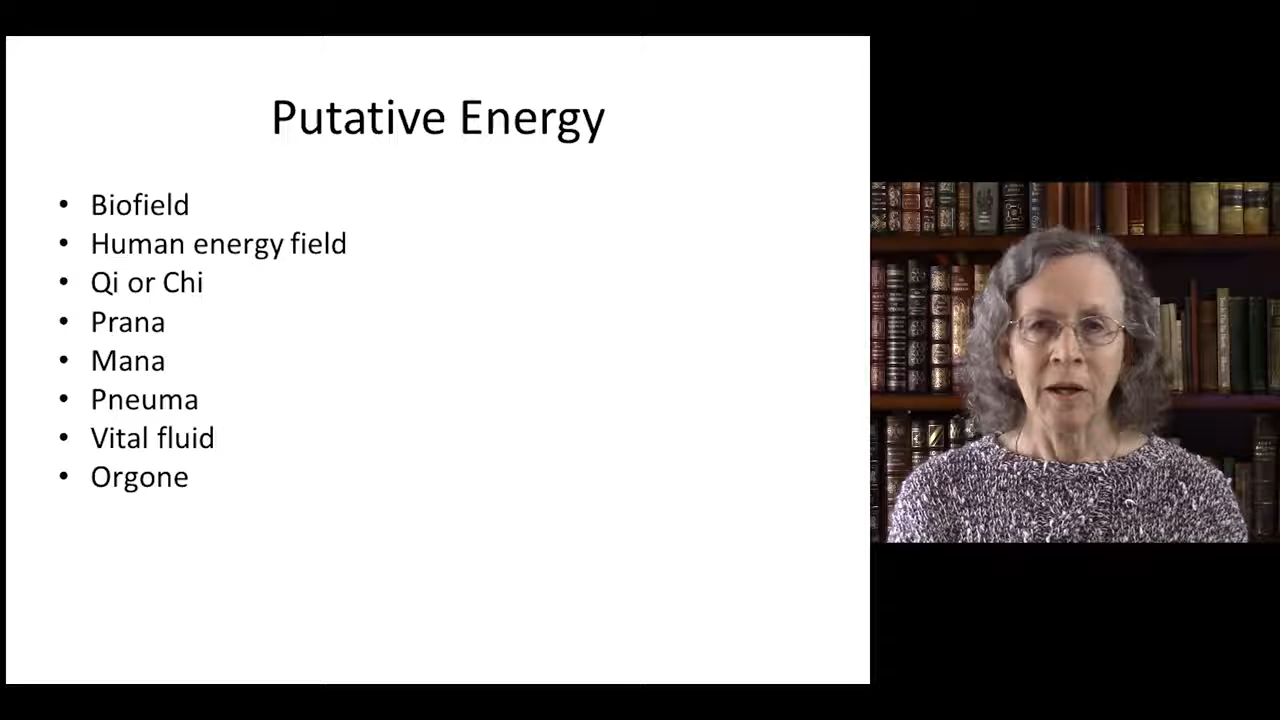 Putative Energy
• Biofield
• Human energy field
• Qi or Chi
• Prana
• Mana
• Pneuma
• Vital fluid
• Orgone